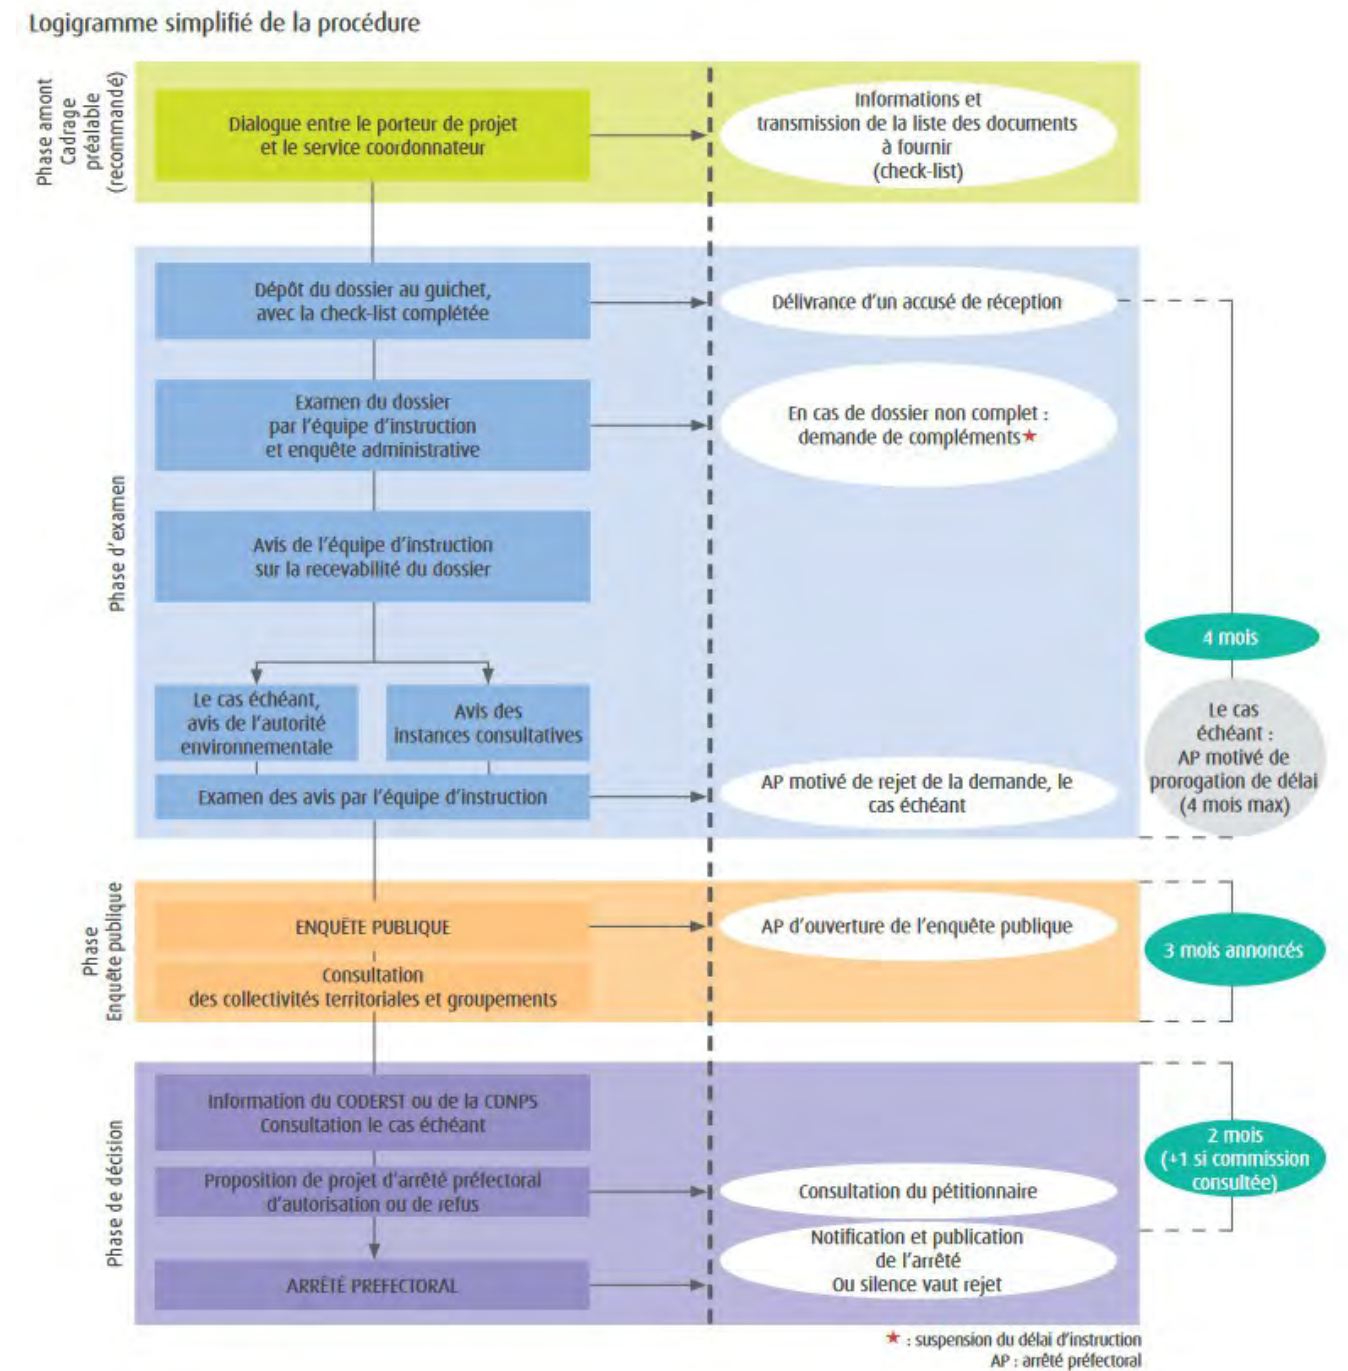 Logigramme simplifié de la procédure
Phase amont
Cadrage
préalable
(recommandé)
Dialogue entre le porteur de projet
et le service coordonnateur
Informations et
transmission de la liste des documents
à fournir
(check-list)
Phase d'examen
Dépôt du dossier au guichet,
avec la check-list complétée
Délivrance d'un accusé de réception
Examen du dossier
par l'équipe d'instruction
et enquête administrative
En cas de dossier non complet :
demande de compléments★
Avis de l'équipe d'instruction
sur la recevabilité du dossier
4 mois
Le cas échéant,
avis de l'autorité
environnementale
Avis des
instances consultatives
Le cas
échéant :
AP motivé de
prorogation de délai
(4 mois max)
Examen des avis par l'équipe d'instruction
AP motivé de rejet de la demande, le
cas échéant
Phase
Enquête publique
ENQUÊTE PUBLIQUE
AP d'ouverture de l'enquête publique
3 mois annoncés
Consultation
des collectivités territoriales et groupements
Phase de décision
Information du CODERST ou de la CDNPS
Consultation le cas échéant
2 mois
(+1 si commission
consultée)
Proposition de projet d'arrêté préfectoral
d'autorisation ou de refus
Consultation du pétitionnaire
ARRÊTÉ PREFECTORAL
Notification et publication
de l'arrêté
Ou silence vaut rejet
★ : suspension du délai d'instruction
AP : arrêté préfectoral